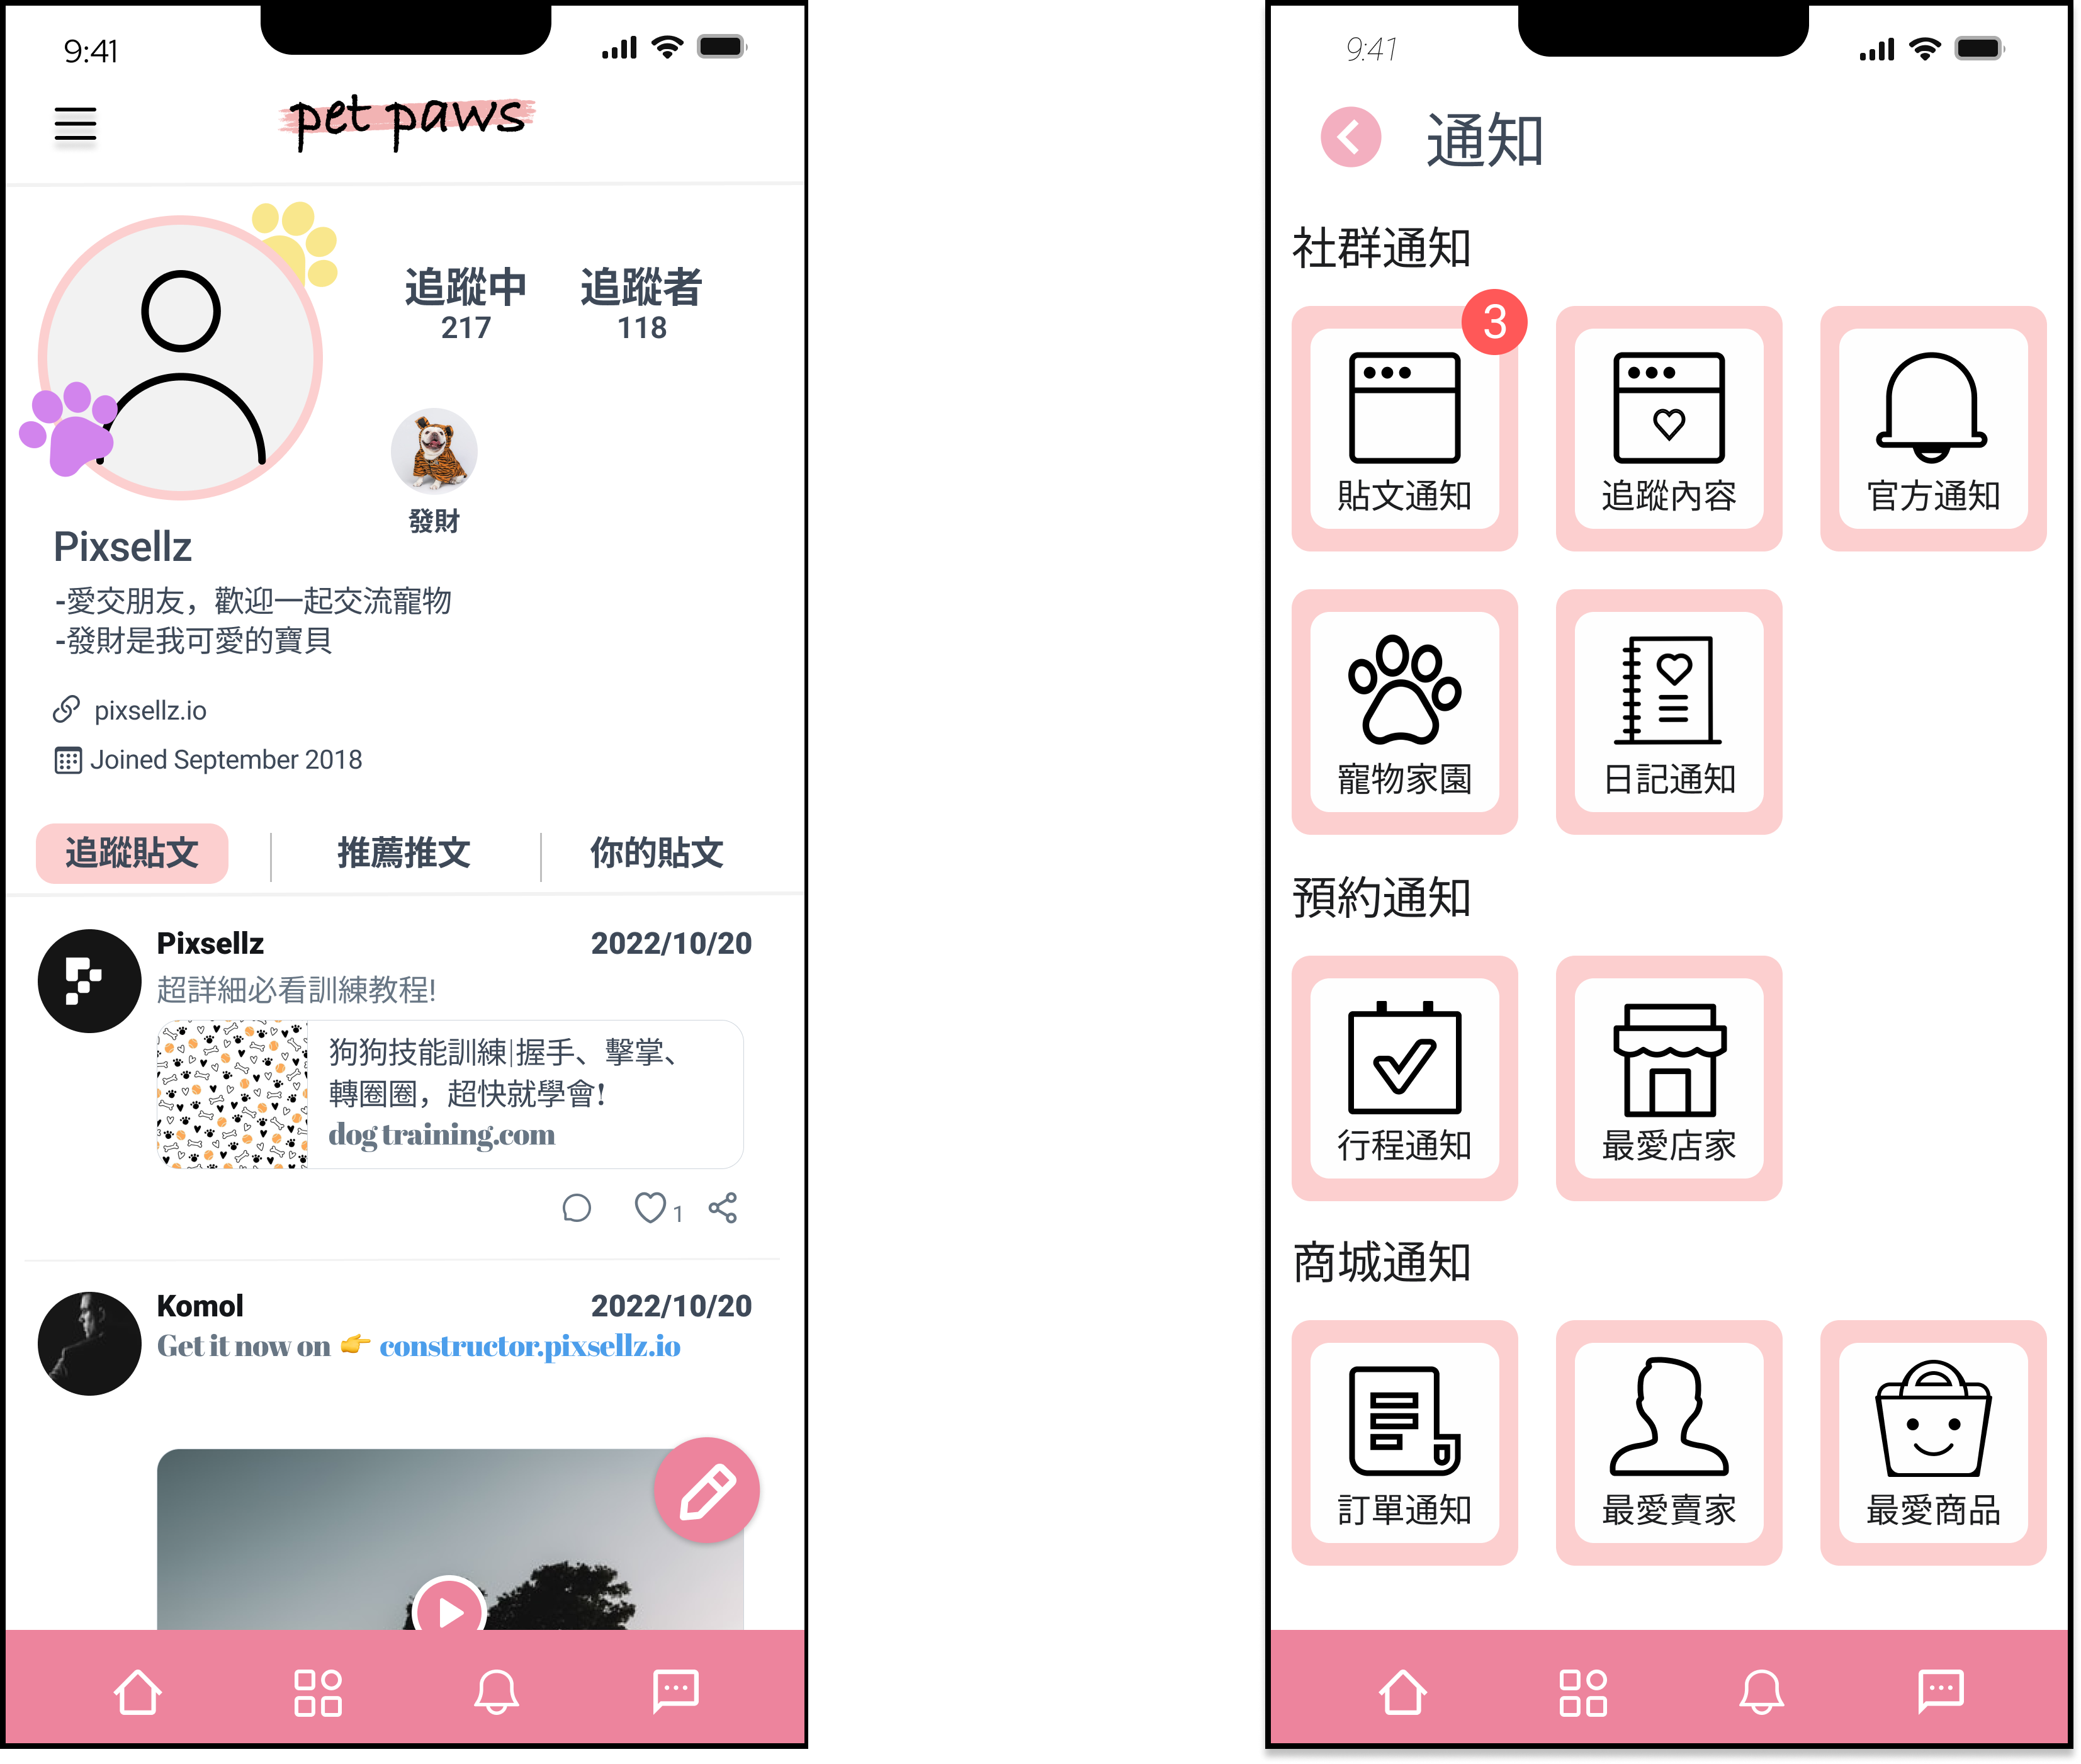 9:41
pet paws
追蹤中
追蹤者
217
118
發財
Pixsellz
-愛交朋友，歡迎一起交流寵物
-發財是我可愛的寶貝
pixsellz.io
Joined September 2018
追蹤貼文
推薦推文
你的貼文
Pixsellz
2022/10/20
超詳細必看訓練教程!
狗狗技能訓練|握手、擊掌、
轉圈圈，超快就學會!
dog training.com
1
Komol
2022/10/20
Get it now on 👉 constructor.pixsellz.io
9:41
通知
社群通知
3
貼文通知
追蹤內容
官方通知
寵物家園
日記通知
預約通知
行程通知
最愛店家
商城通知
訂單通知
最愛賣家
最愛商品